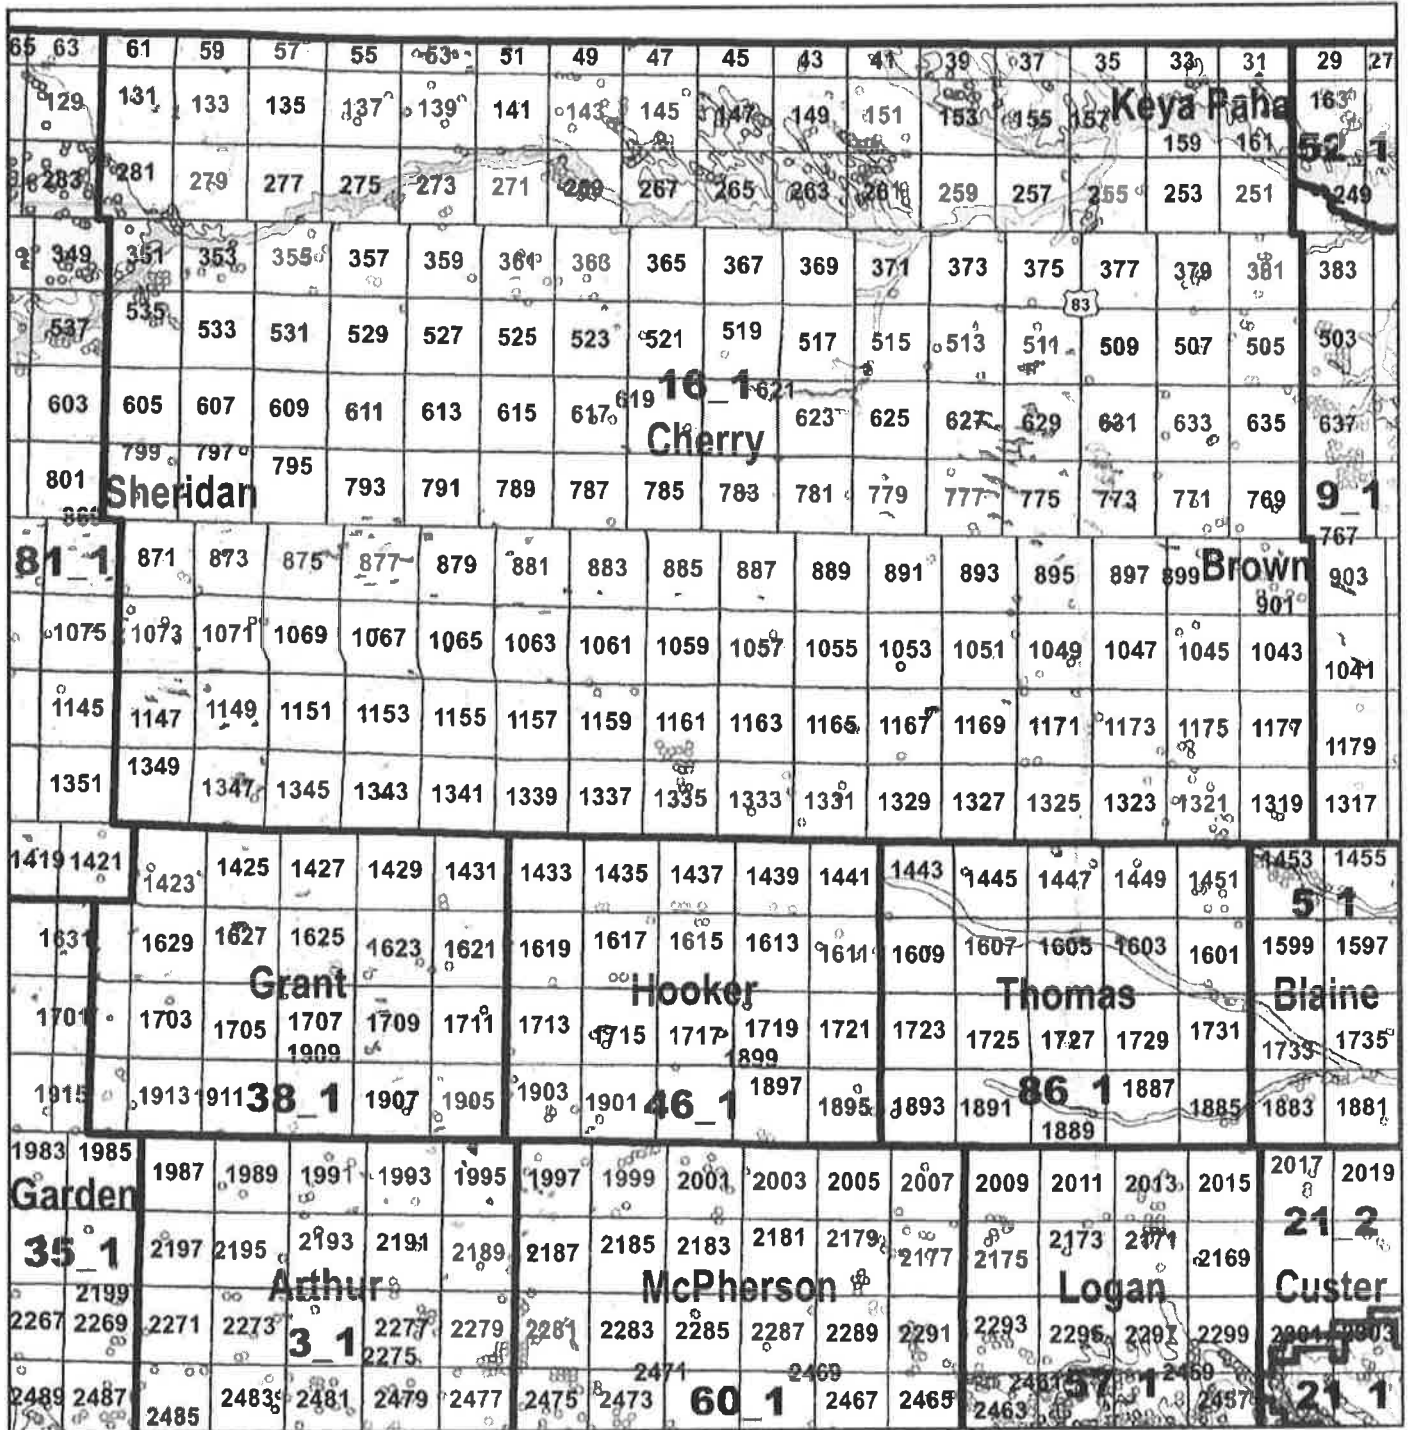 65 63 61 59 57 55 53 51 49 47 45 43 41 39 37 35 33 31 29 27
129 131 133 135 137 139 141 143 145 147 149 151 153 155 157 Keya Paha 163
159 161 52_1
283 281 279 277 275 273 271 269 267 265 263 261 259 257 255 253 251 249
349 351 353 355 357 359 361 363 365 367 369 371 373 375 377 379 381 383
83
537 535 533 531 529 527 525 523 521 519 517 515 513 511 509 507 505 503
16_1
603 605 607 609 611 613 615 617 619 621 623 625 627 629 631 633 635 637
Cherry
801 799 797 795 793 791 789 787 785 783 781 779 777 775 773 771 769 9_1
Sheridan
869 767
81_1 871 873 875 877 879 881 883 885 887 889 891 893 895 897 899 Brown 903
901
1075 1073 1071 1069 1067 1065 1063 1061 1059 1057 1055 1053 1051 1049 1047 1045 1043 1041
1145 1147 1149 1151 1153 1155 1157 1159 1161 1163 1165 1167 1169 1171 1173 1175 1177 1179
1351 1349 1347 1345 1343 1341 1339 1337 1335 1333 1331 1329 1327 1325 1323 1321 1319 1317
1419 1421 1423 1425 1427 1429 1431 1433 1435 1437 1439 1441 1443 1445 1447 1449 1451 1453 1455
5_1
1631 1629 1627 1625 1623 1621 1619 1617 1615 1613 1611 1609 1607 1605 1603 1601 1599 1597
Grant Hooker Thomas Blaine
1701 1703 1705 1707 1709 1711 1713 1715 1717 1719 1721 1723 1725 1727 1729 1731 1733 1735
1909 1899
1915 1913 1911 38_1 1907 1905 1903 1901 46_1 1897 1895 1893 1891 86_1 1887 1885 1883 1881
1889
1983 1985 1987 1989 1991 1993 1995 1997 1999 2001 2003 2005 2007 2009 2011 2013 2015 2017 2019
Garden
35_1 2197 2195 2193 2191 2189 2187 2185 2183 2181 2179 2177 2175 2173 2171 2169 21_2
2199 Arthur McPherson Logan Custer
2267 2269 2271 2273 3_1 2277 2279 2281 2283 2285 2287 2289 2291 2293 2295 2297 2299 2301 2303
2275
2471 2469 2461 57_1 2459
2489 2487 2485 2483 2481 2479 2477 2475 2473 60_1 2467 2465 2463 2457 21_1